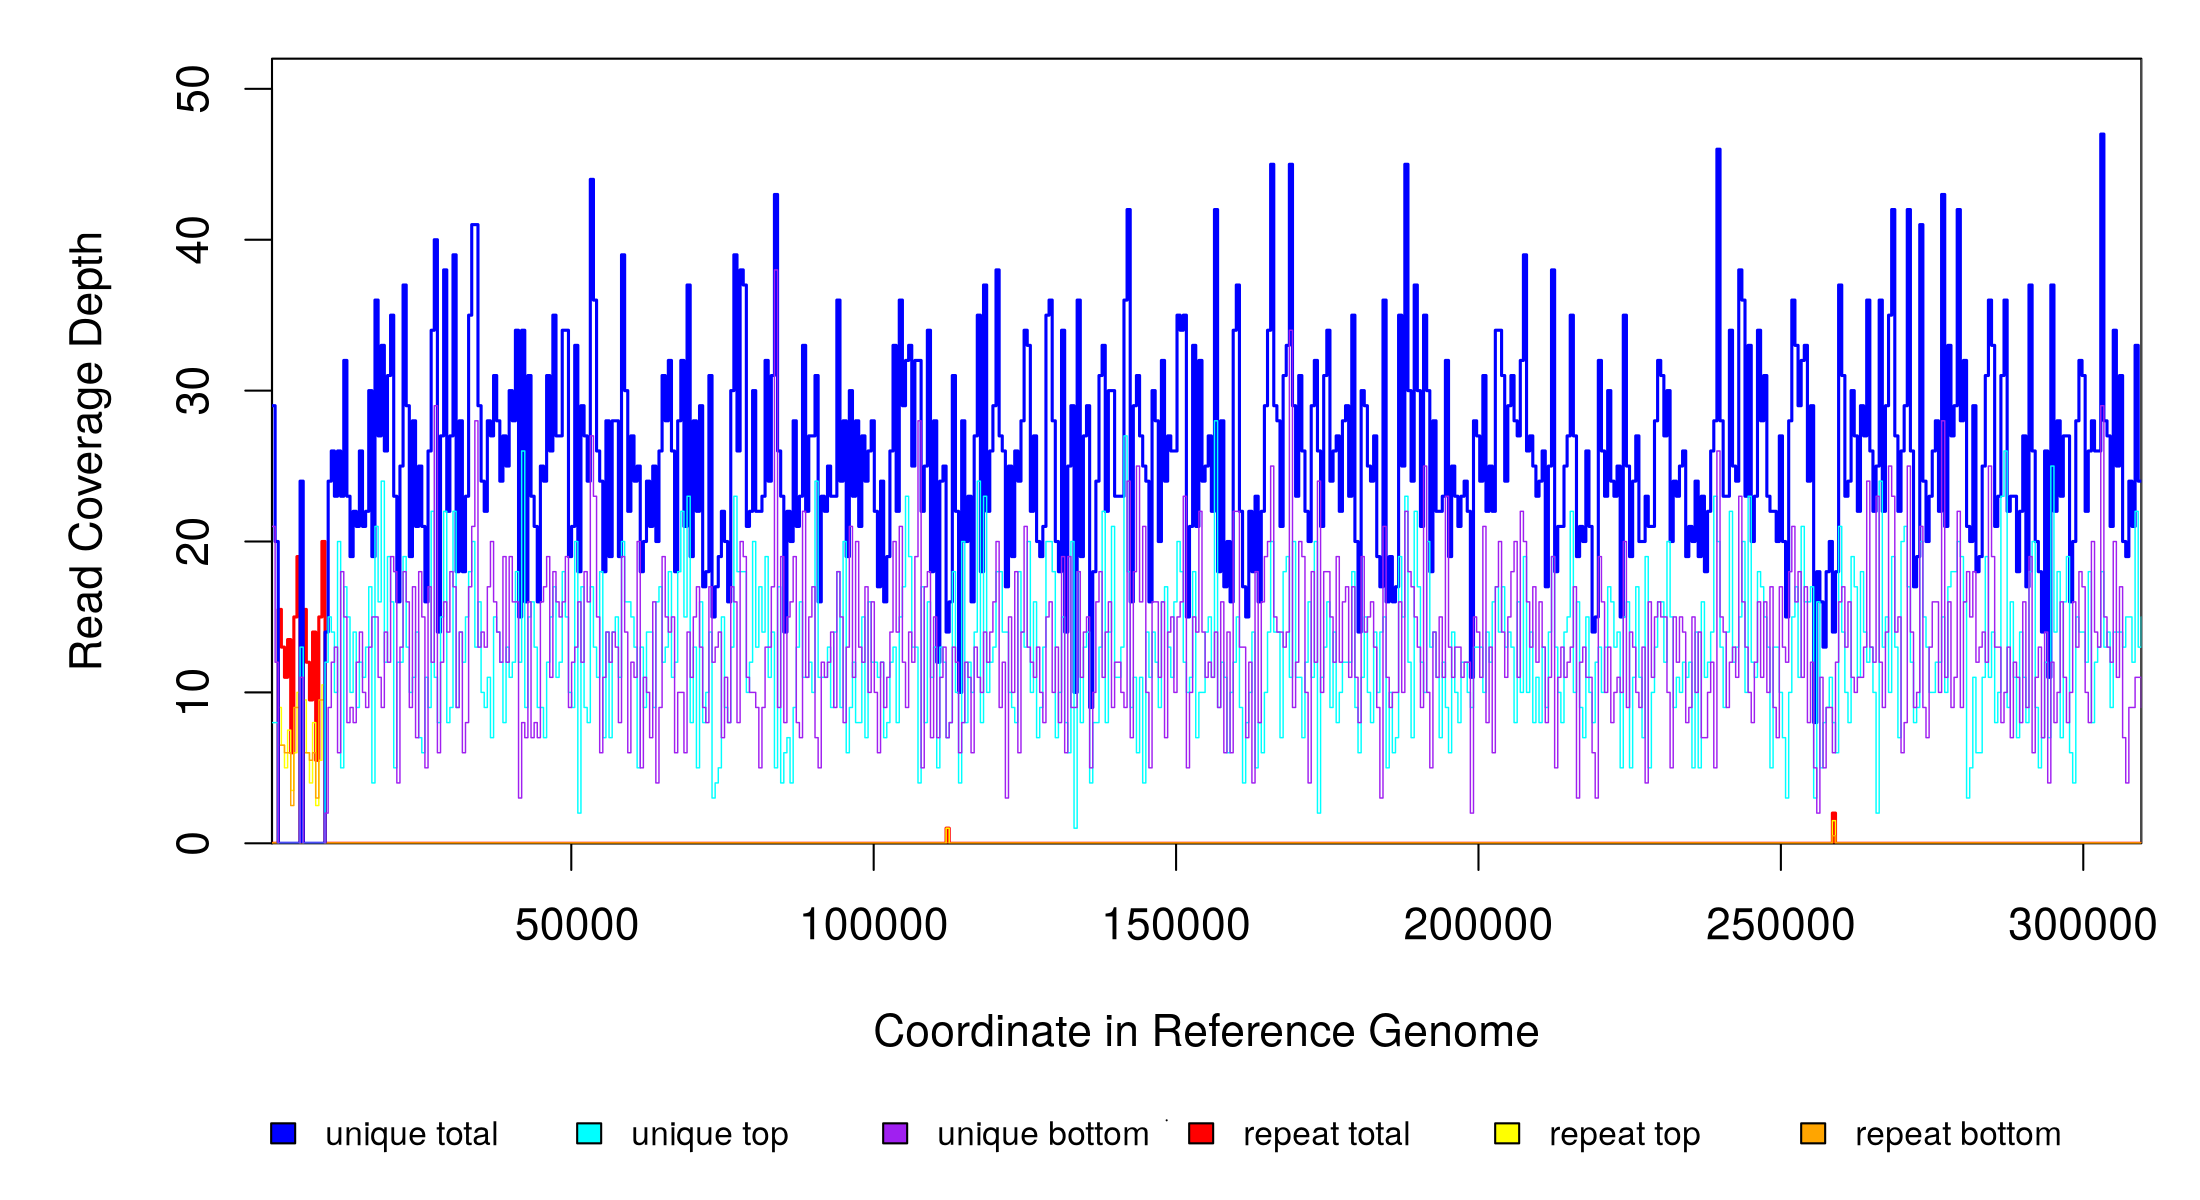 Read Coverage Depth
50
40
30
20
10
0
50000 100000 150000 200000 250000 300000
Coordinate in Reference Genome
unique total unique top unique bottom repeat total repeat top repeat bottom